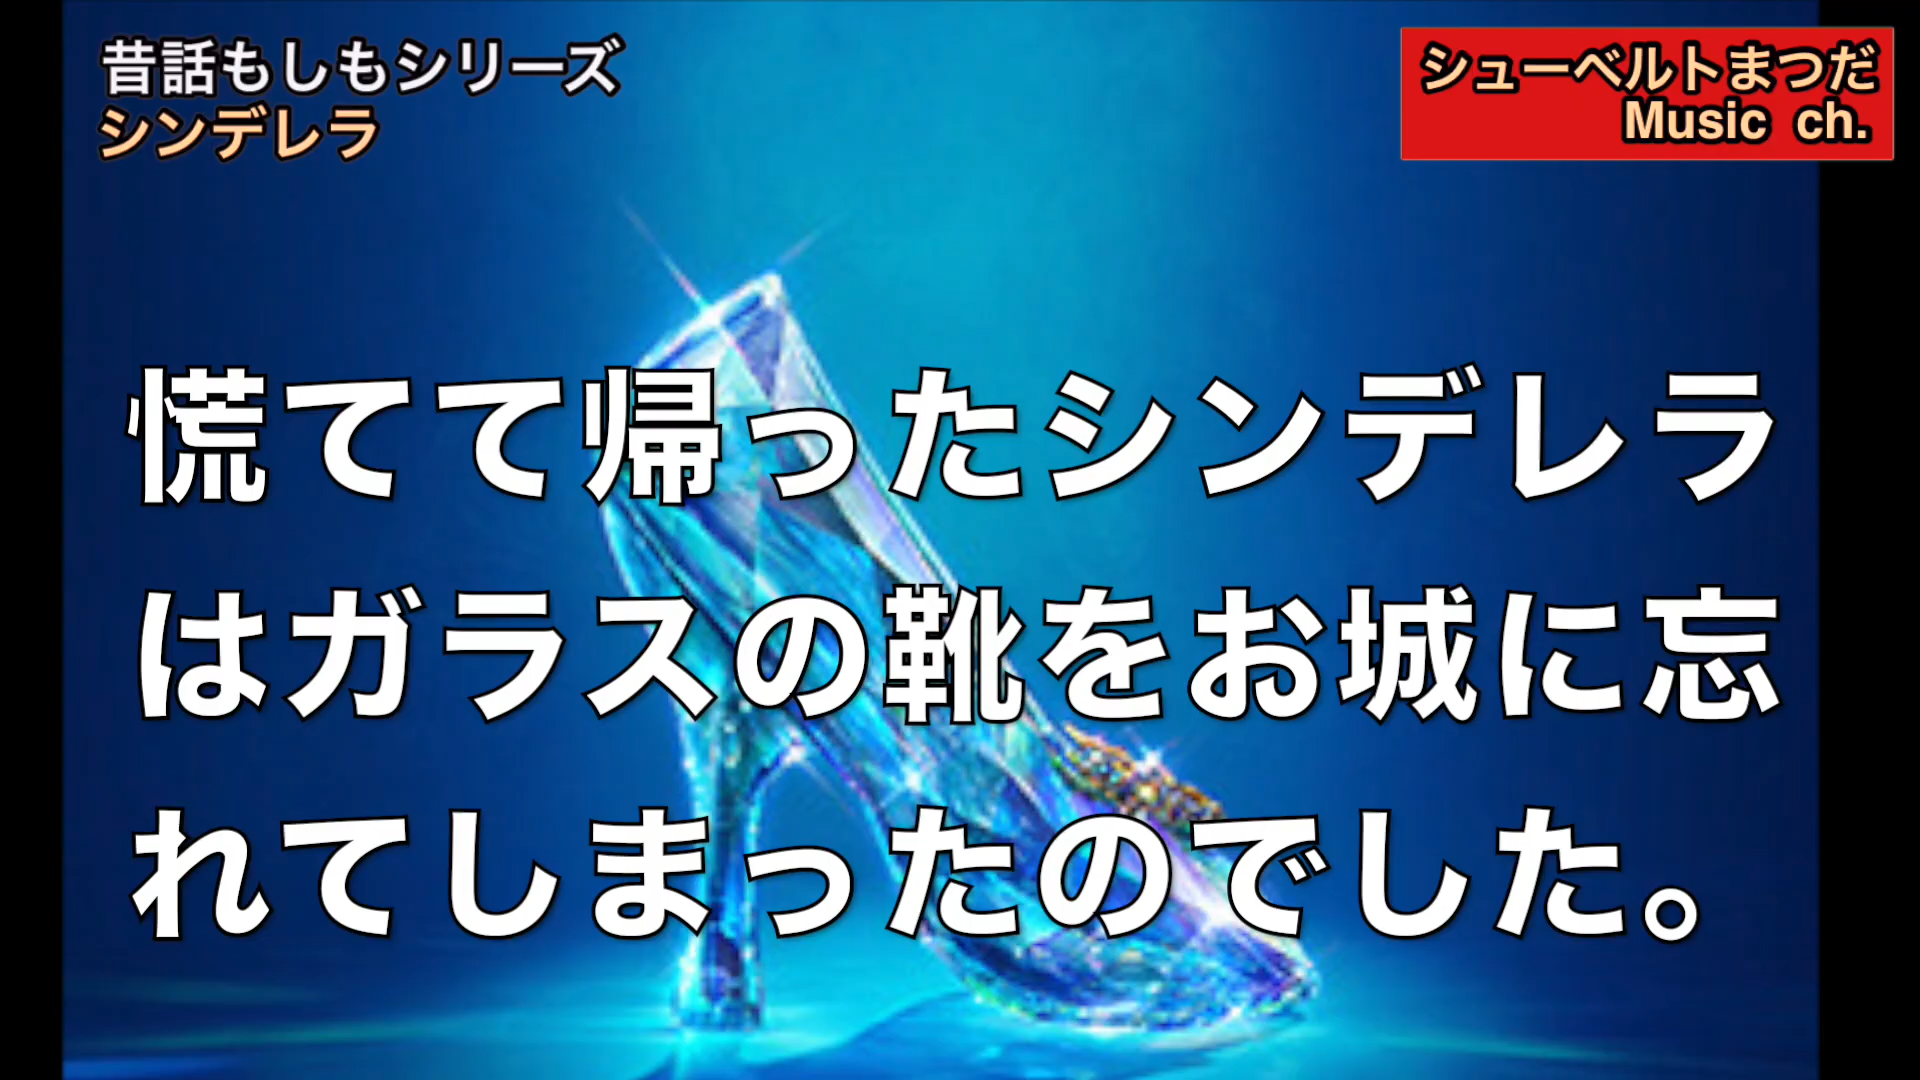 昔話もしもシリーズ
シンデレラ
シューベルトまつだ
Music ch.
慌てて帰ったシンデレラ
はガラスの靴をお城に忘
れてしまったのでした。